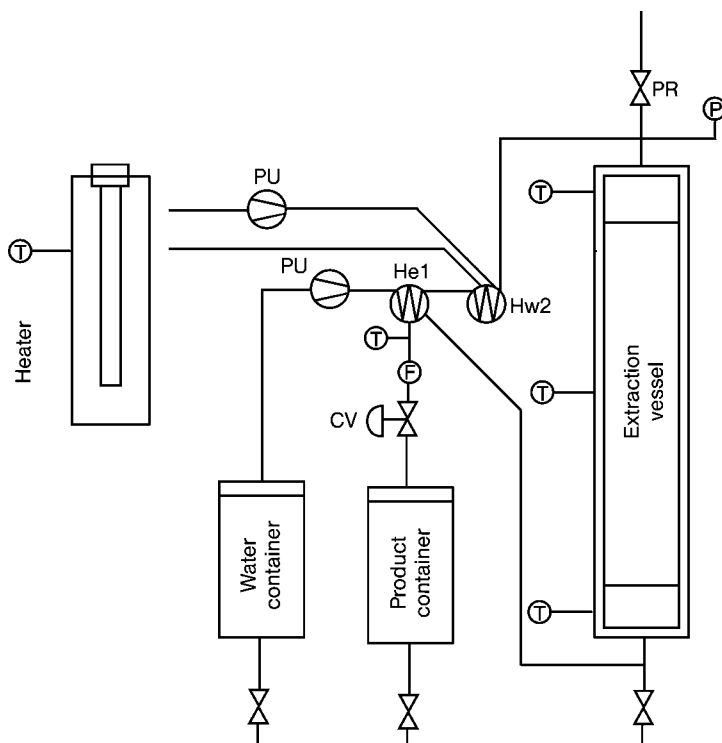 PR
P
PU
T
T
PU
He1
Hw2
Heater
T
F
T
CV
Extraction
vessel
Water
container
Product
container
T